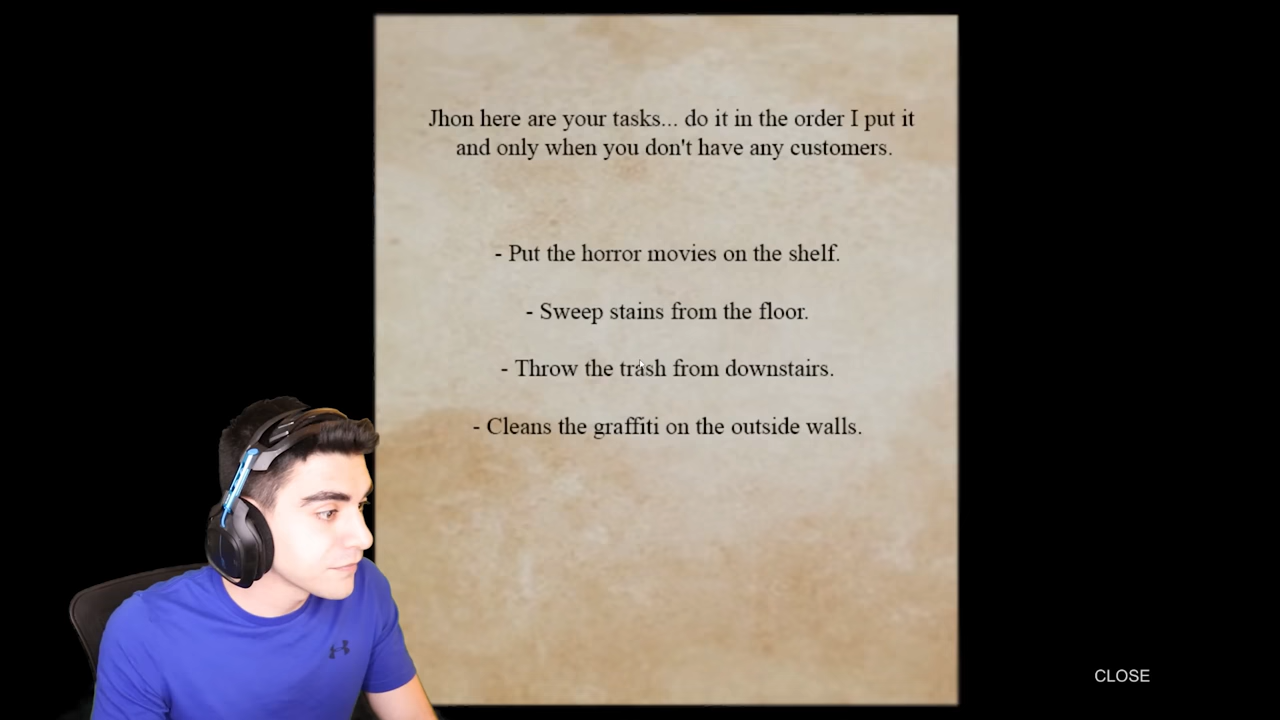 Jhon here are your tasks... do it in the order I put it
and only when you don't have any customers.
- Put the horror movies on the shelf.
- Sweep stains from the floor.
- Throw the trash from downstairs.
- Cleans the graffiti on the outside walls.
CLOSE